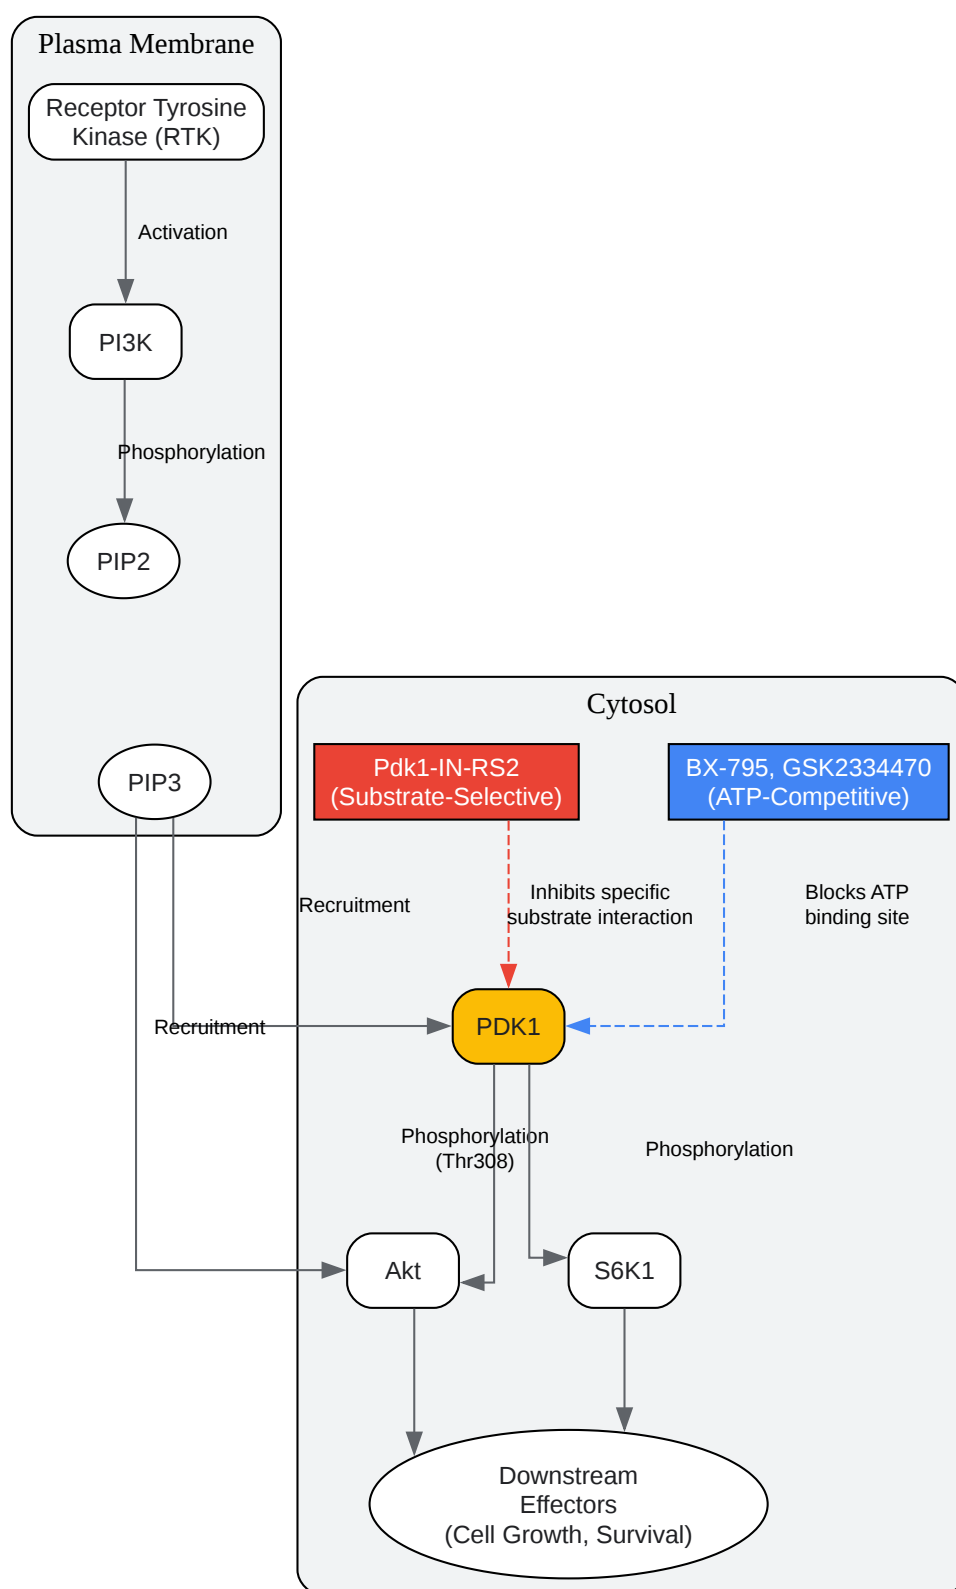 Plasma Membrane
Receptor Tyrosine
Kinase (RTK)
Activation
PI3K
Phosphorylation
PIP2
PIP3
Cytosol
Pdk1-IN-RS2
(Substrate-Selective)
BX-795, GSK2334470
(ATP-Competitive)
Recruitment
Inhibits specific
substrate interaction
Blocks ATP
binding site
Recruitment
PDK1
Phosphorylation
(Thr308)
Phosphorylation
Akt
S6K1
Downstream
Effectors
(Cell Growth, Survival)